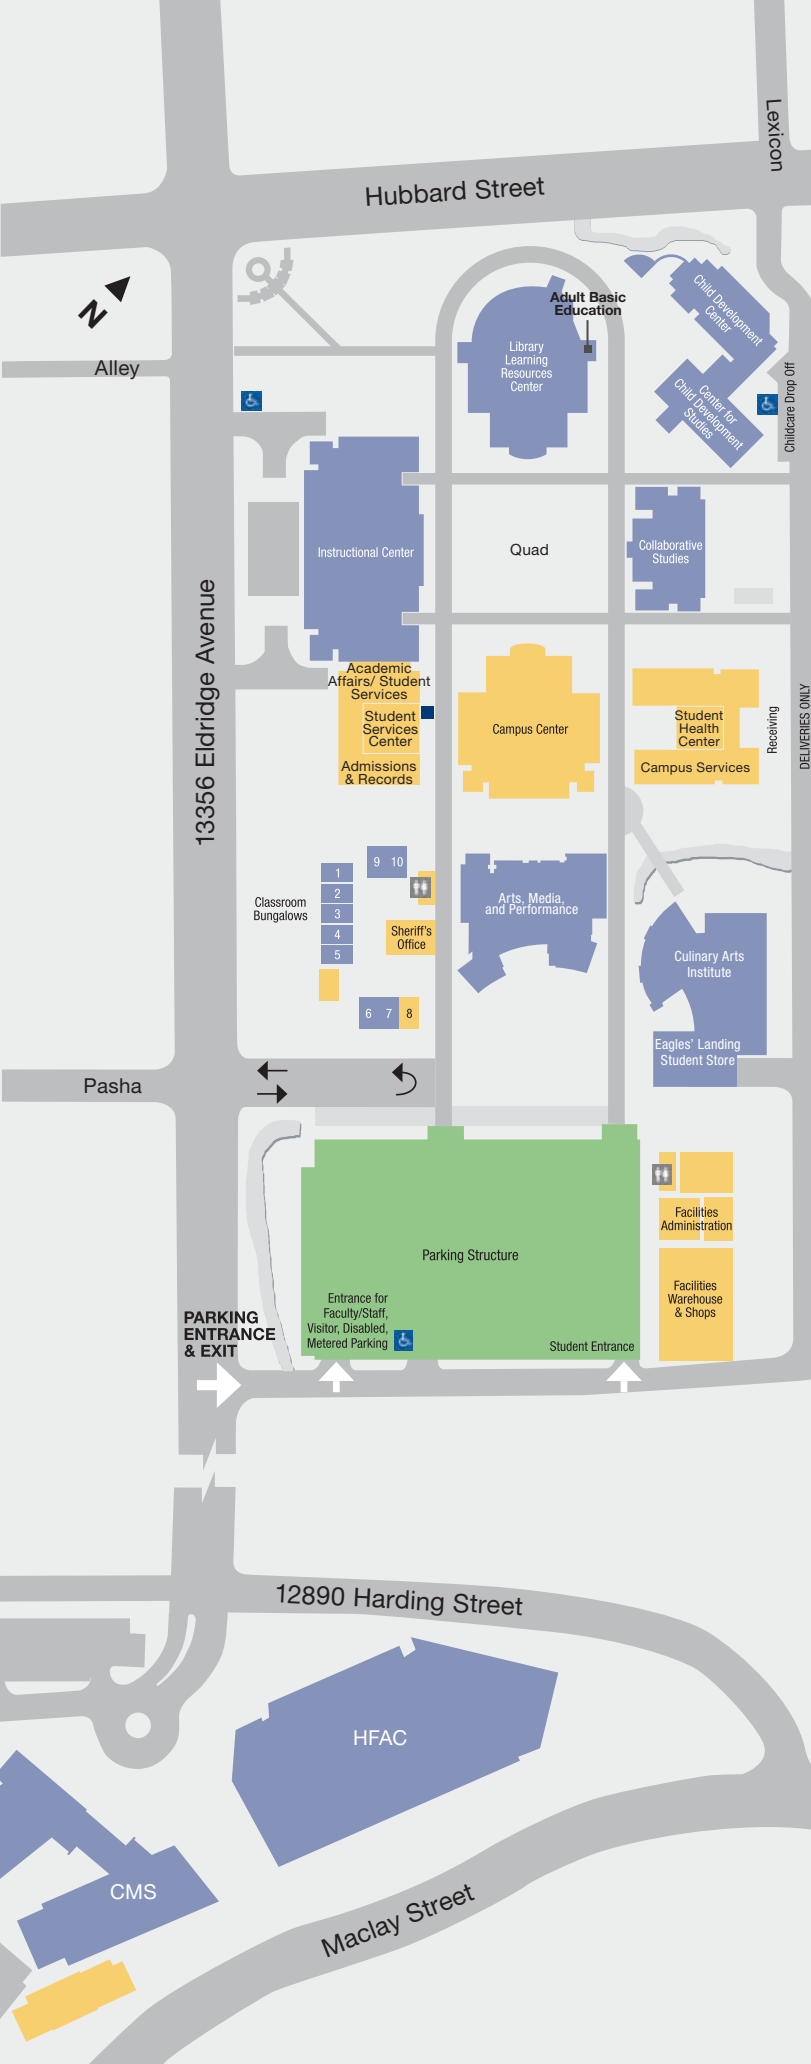 Lexicon
Hubbard Street
N
Alley
Adult Basic
Education
Library
Learning
Resources
Center
Child Development
Center
Center for
Child Development
Studies
Childcare Drop Off
Instructional Center
Quad
Collaborative
Studies
13356 Eldridge Avenue
Academic
Affairs/ Student
Services
Student
Services
Center
Admissions
& Records
Campus Center
Student
Health
Center
Campus Services
Receiving
DELIVERIES ONLY
9 10
1
2
3
4
5
Classroom
Bungalows
Sheriff's
Office
6 7 8
Arts, Media,
and Performance
Culinary Arts
Institute
Eagles' Landing
Student Store
Pasha
Parking Structure
Facilities
Administration
Facilities
Warehouse
& Shops
Entrance for
Faculty/Staff,
Visitor, Disabled,
Metered Parking
Student Entrance
PARKING
ENTRANCE
& EXIT
12890 Harding Street
HFAC
CMS
Maclay Street